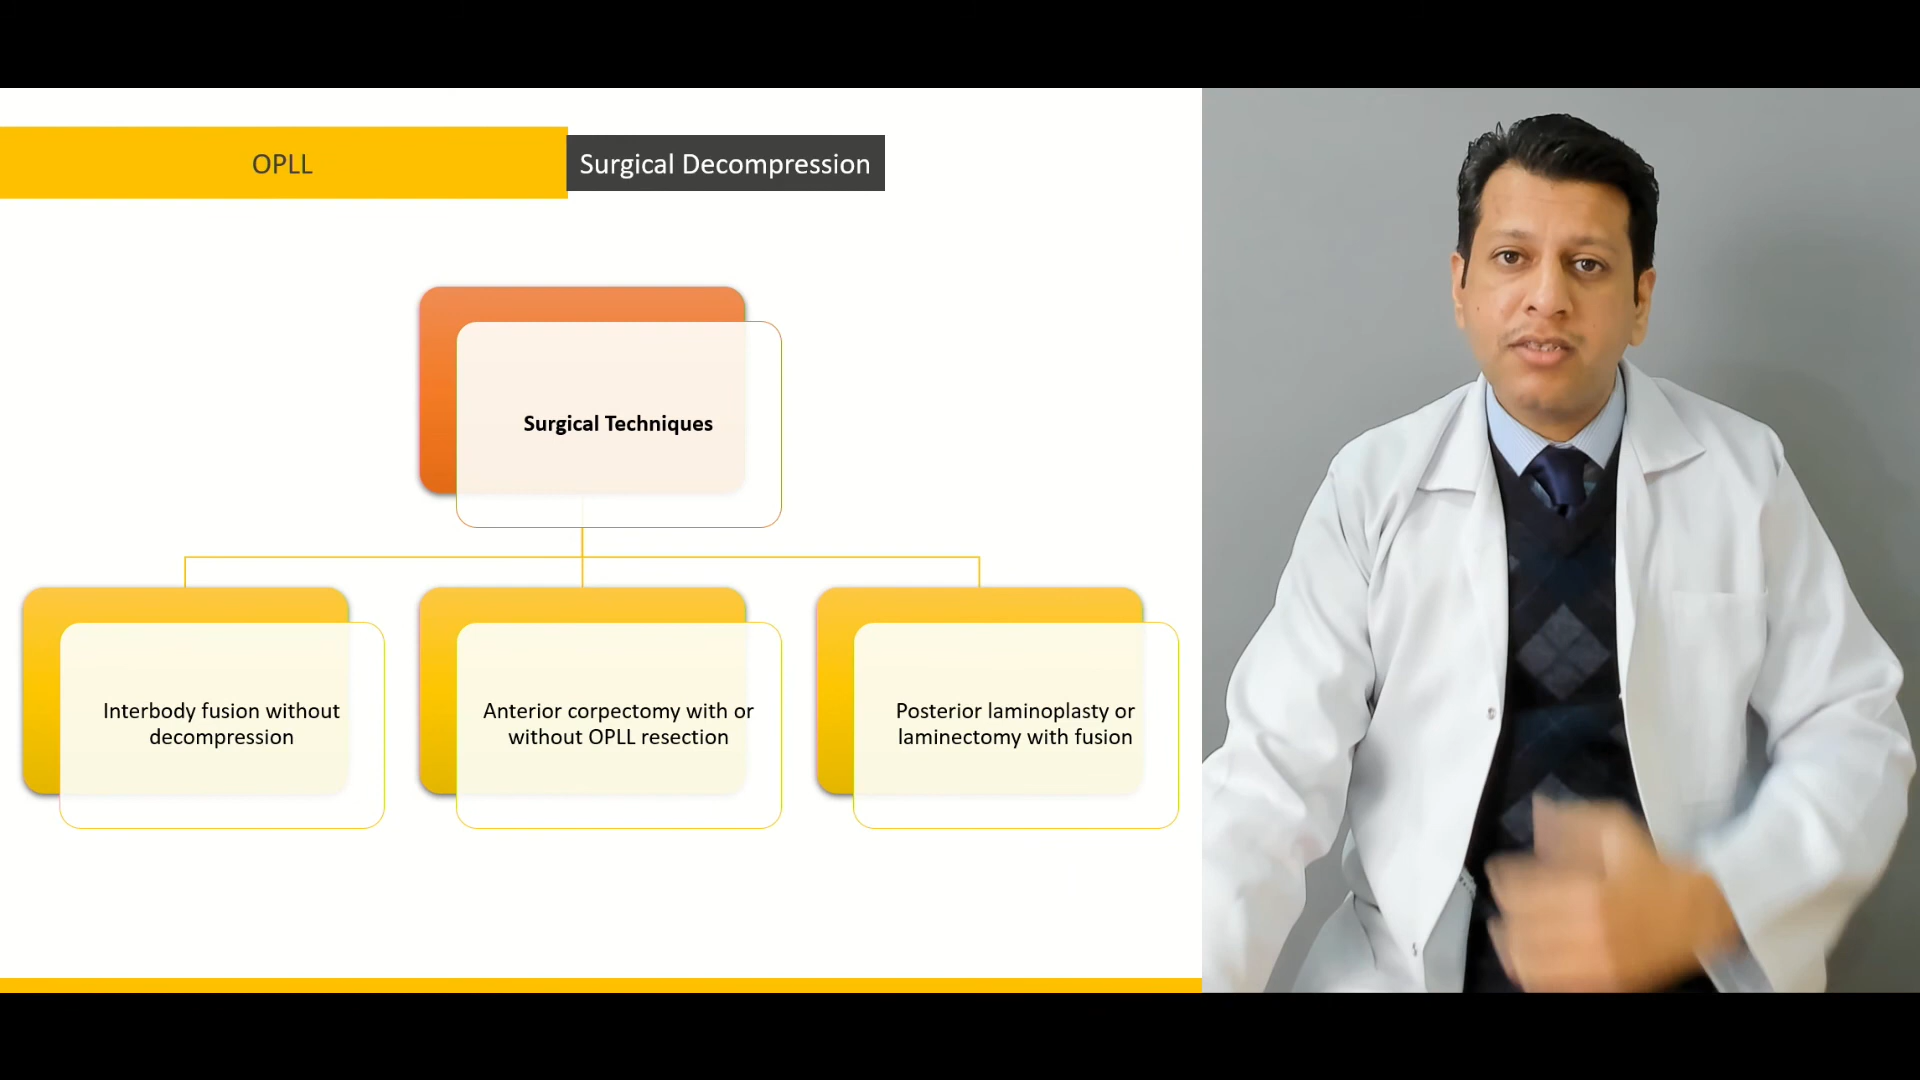 OPLL
Surgical Decompression
Surgical Techniques
Interbody fusion without
decompression
Anterior corpectomy with or
without OPLL resection
Posterior laminoplasty or
laminectomy with fusion